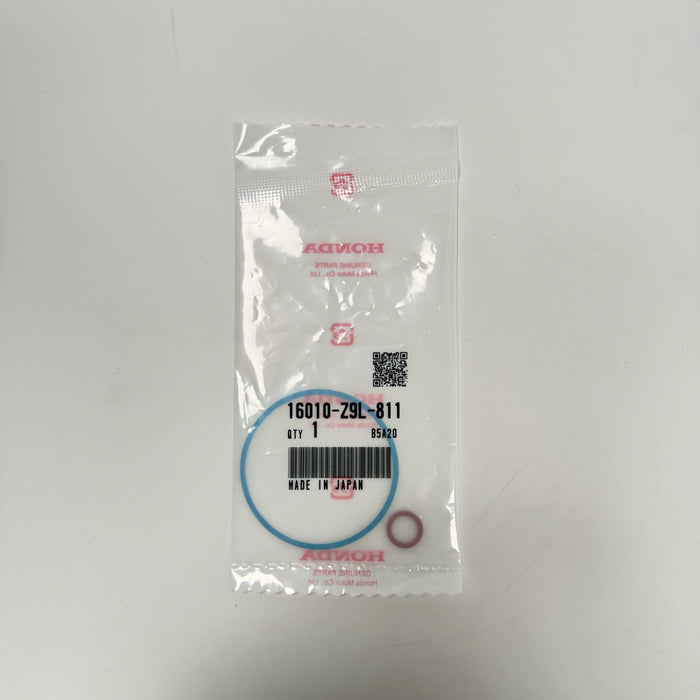 HONDA
GENUINE PARTS
Honda Motor Co., Ltd.
HONDA
16010-Z9L-811
QTY 1 B5A20
MADE IN JAPAN
HONDA
GENUINE PARTS
Honda Motor Co., Ltd.